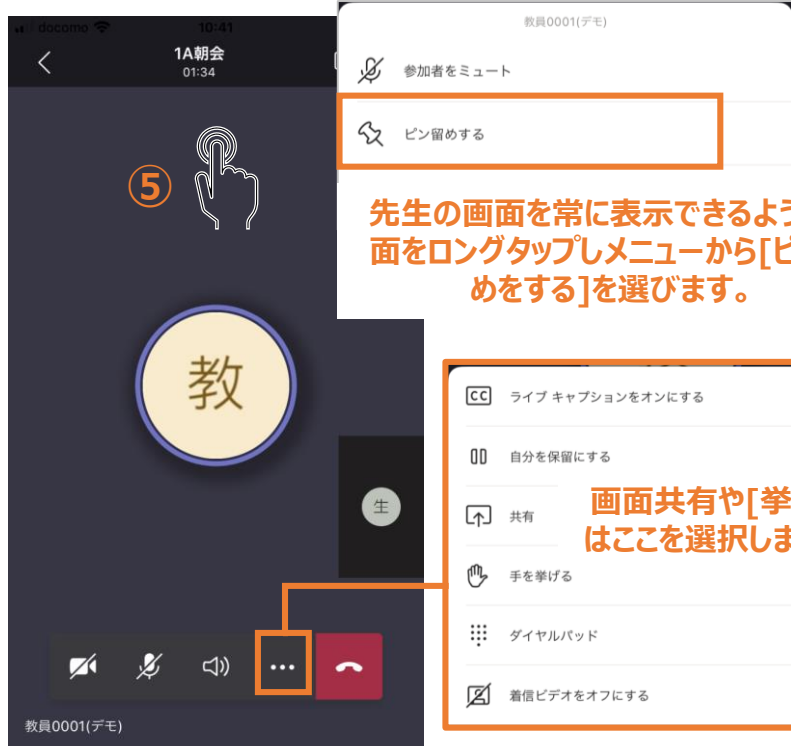 docomo 10:41
1A朝会
01:34
⑤
教
生
教員0001(デモ)
教員0001(デモ)
参加者をミュート
ピン留めする
先生の画面を常に表示できるよう
面をロングタップしメニューから[ピ
めをする]を選びます。
CC ライブ キャプションをオンにする
自分を保留にする
共有
画面共有や[挙
はここを選択しま
手を挙げる
ダイヤルパッド
着信ビデオをオフにする